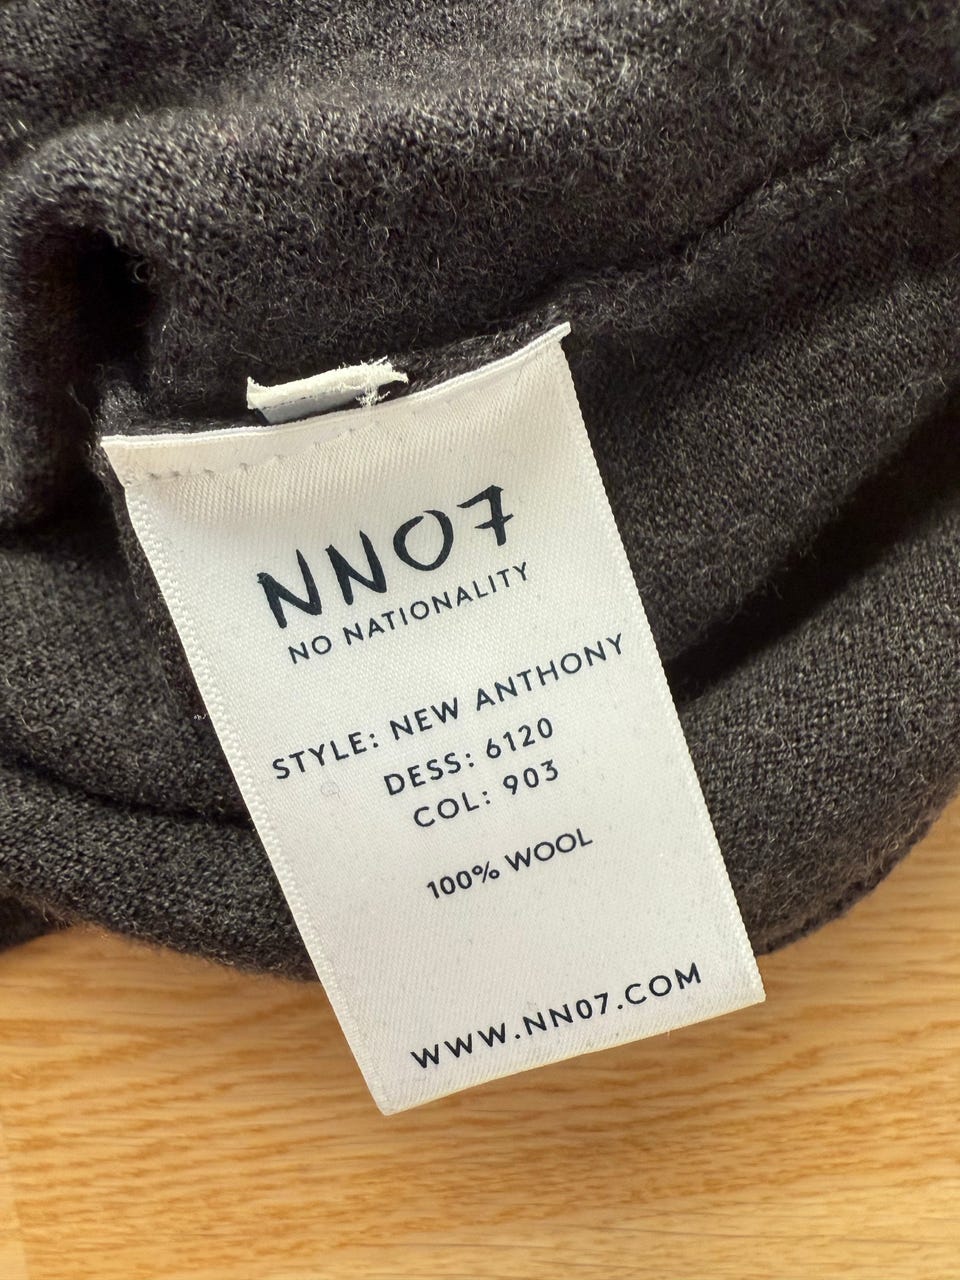 NN07
NO NATIONALITY
STYLE: NEW ANTHONY
DESS: 6120
COL: 903
100% WOOL
WWW.NN07.COM